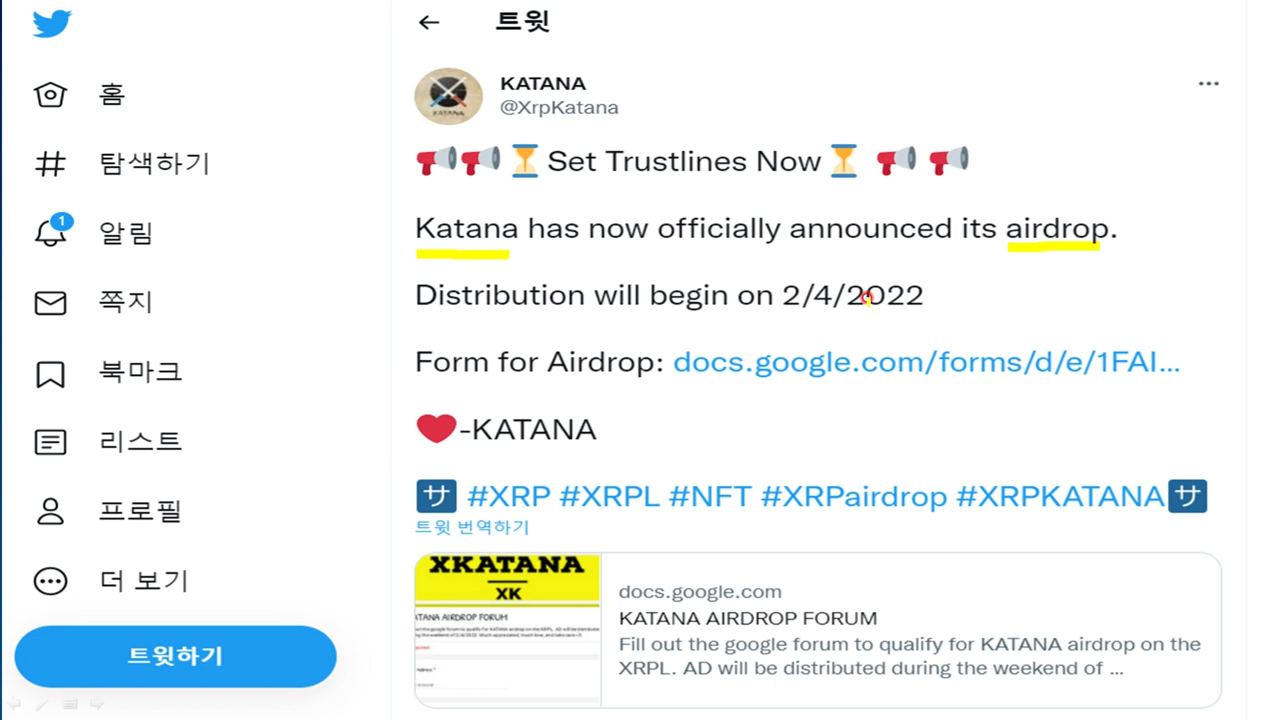 트윗
홈
탐색하기
1
알림
쪽지
북마크
리스트
프로필
더 보기
트윗하기
KATANA
@XrpKatana
📢📢⏳Set Trustlines Now⏳ 📢 📢
Katana has now officially announced its airdrop.
Distribution will begin on 2/4/2022
Form for Airdrop: docs.google.com/forms/d/e/1FAI...
❤️-KATANA
🈂️ #XRP #XRPL #NFT #XRPairdrop #XRPKATANA🈂️
트윗 번역하기
XKATANA
XK
TANA AIRDROP FORUM
docs.google.com
KATANA AIRDROP FORUM
Fill out the google forum to qualify for KATANA airdrop on the
XRPL. AD will be distributed during the weekend of ...